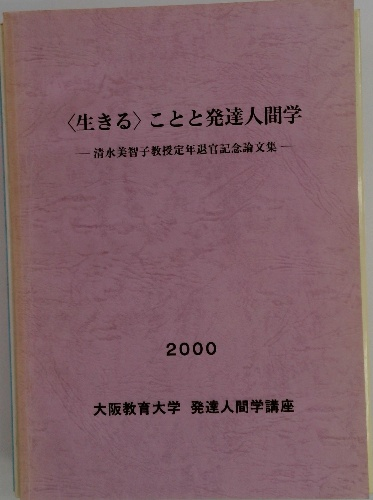 〈生きる〉ことと発達人間学
―清水美智子教授定年退官記念論文集―
2000
大阪教育大学 発達人間学講座